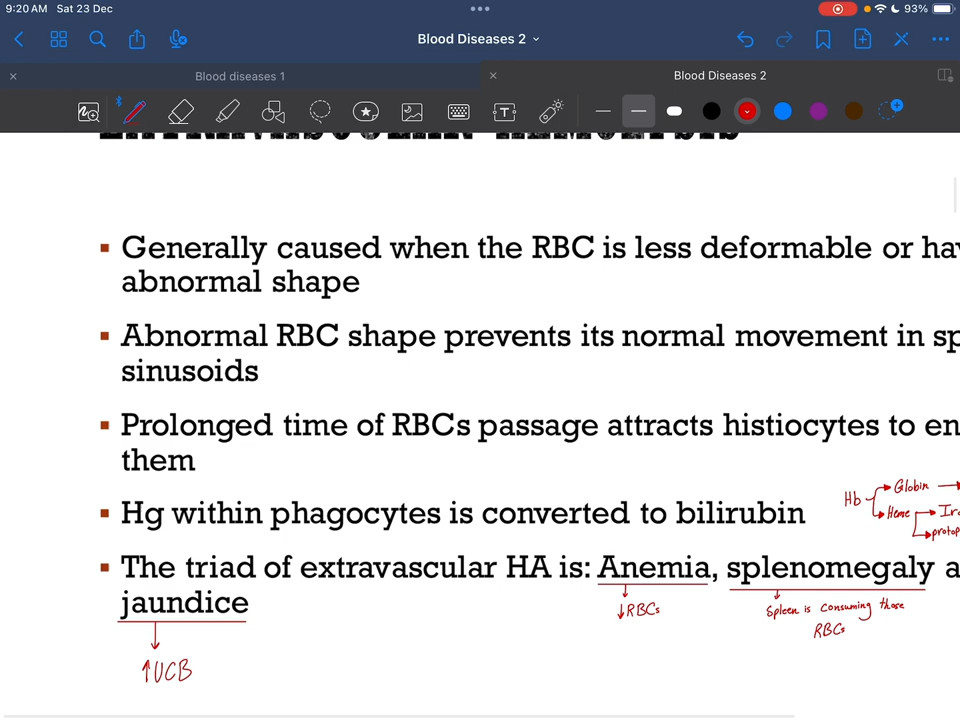 9:20 AM Sat 23 Dec
93%
Blood Diseases 2
Blood diseases 1
Blood Diseases 2
Generally caused when the RBC is less deformable or hav
abnormal shape
Abnormal RBC shape prevents its normal movement in sp
sinusoids
Prolonged time of RBCs passage attracts histiocytes to en
them
Hb Globin
Heme Iro
protop
Hg within phagocytes is converted to bilirubin
The triad of extravascular HA is: Anemia, splenomegaly a
jaundice
↓RBCs
Spleen is consuming those
RBCs
↑UCB